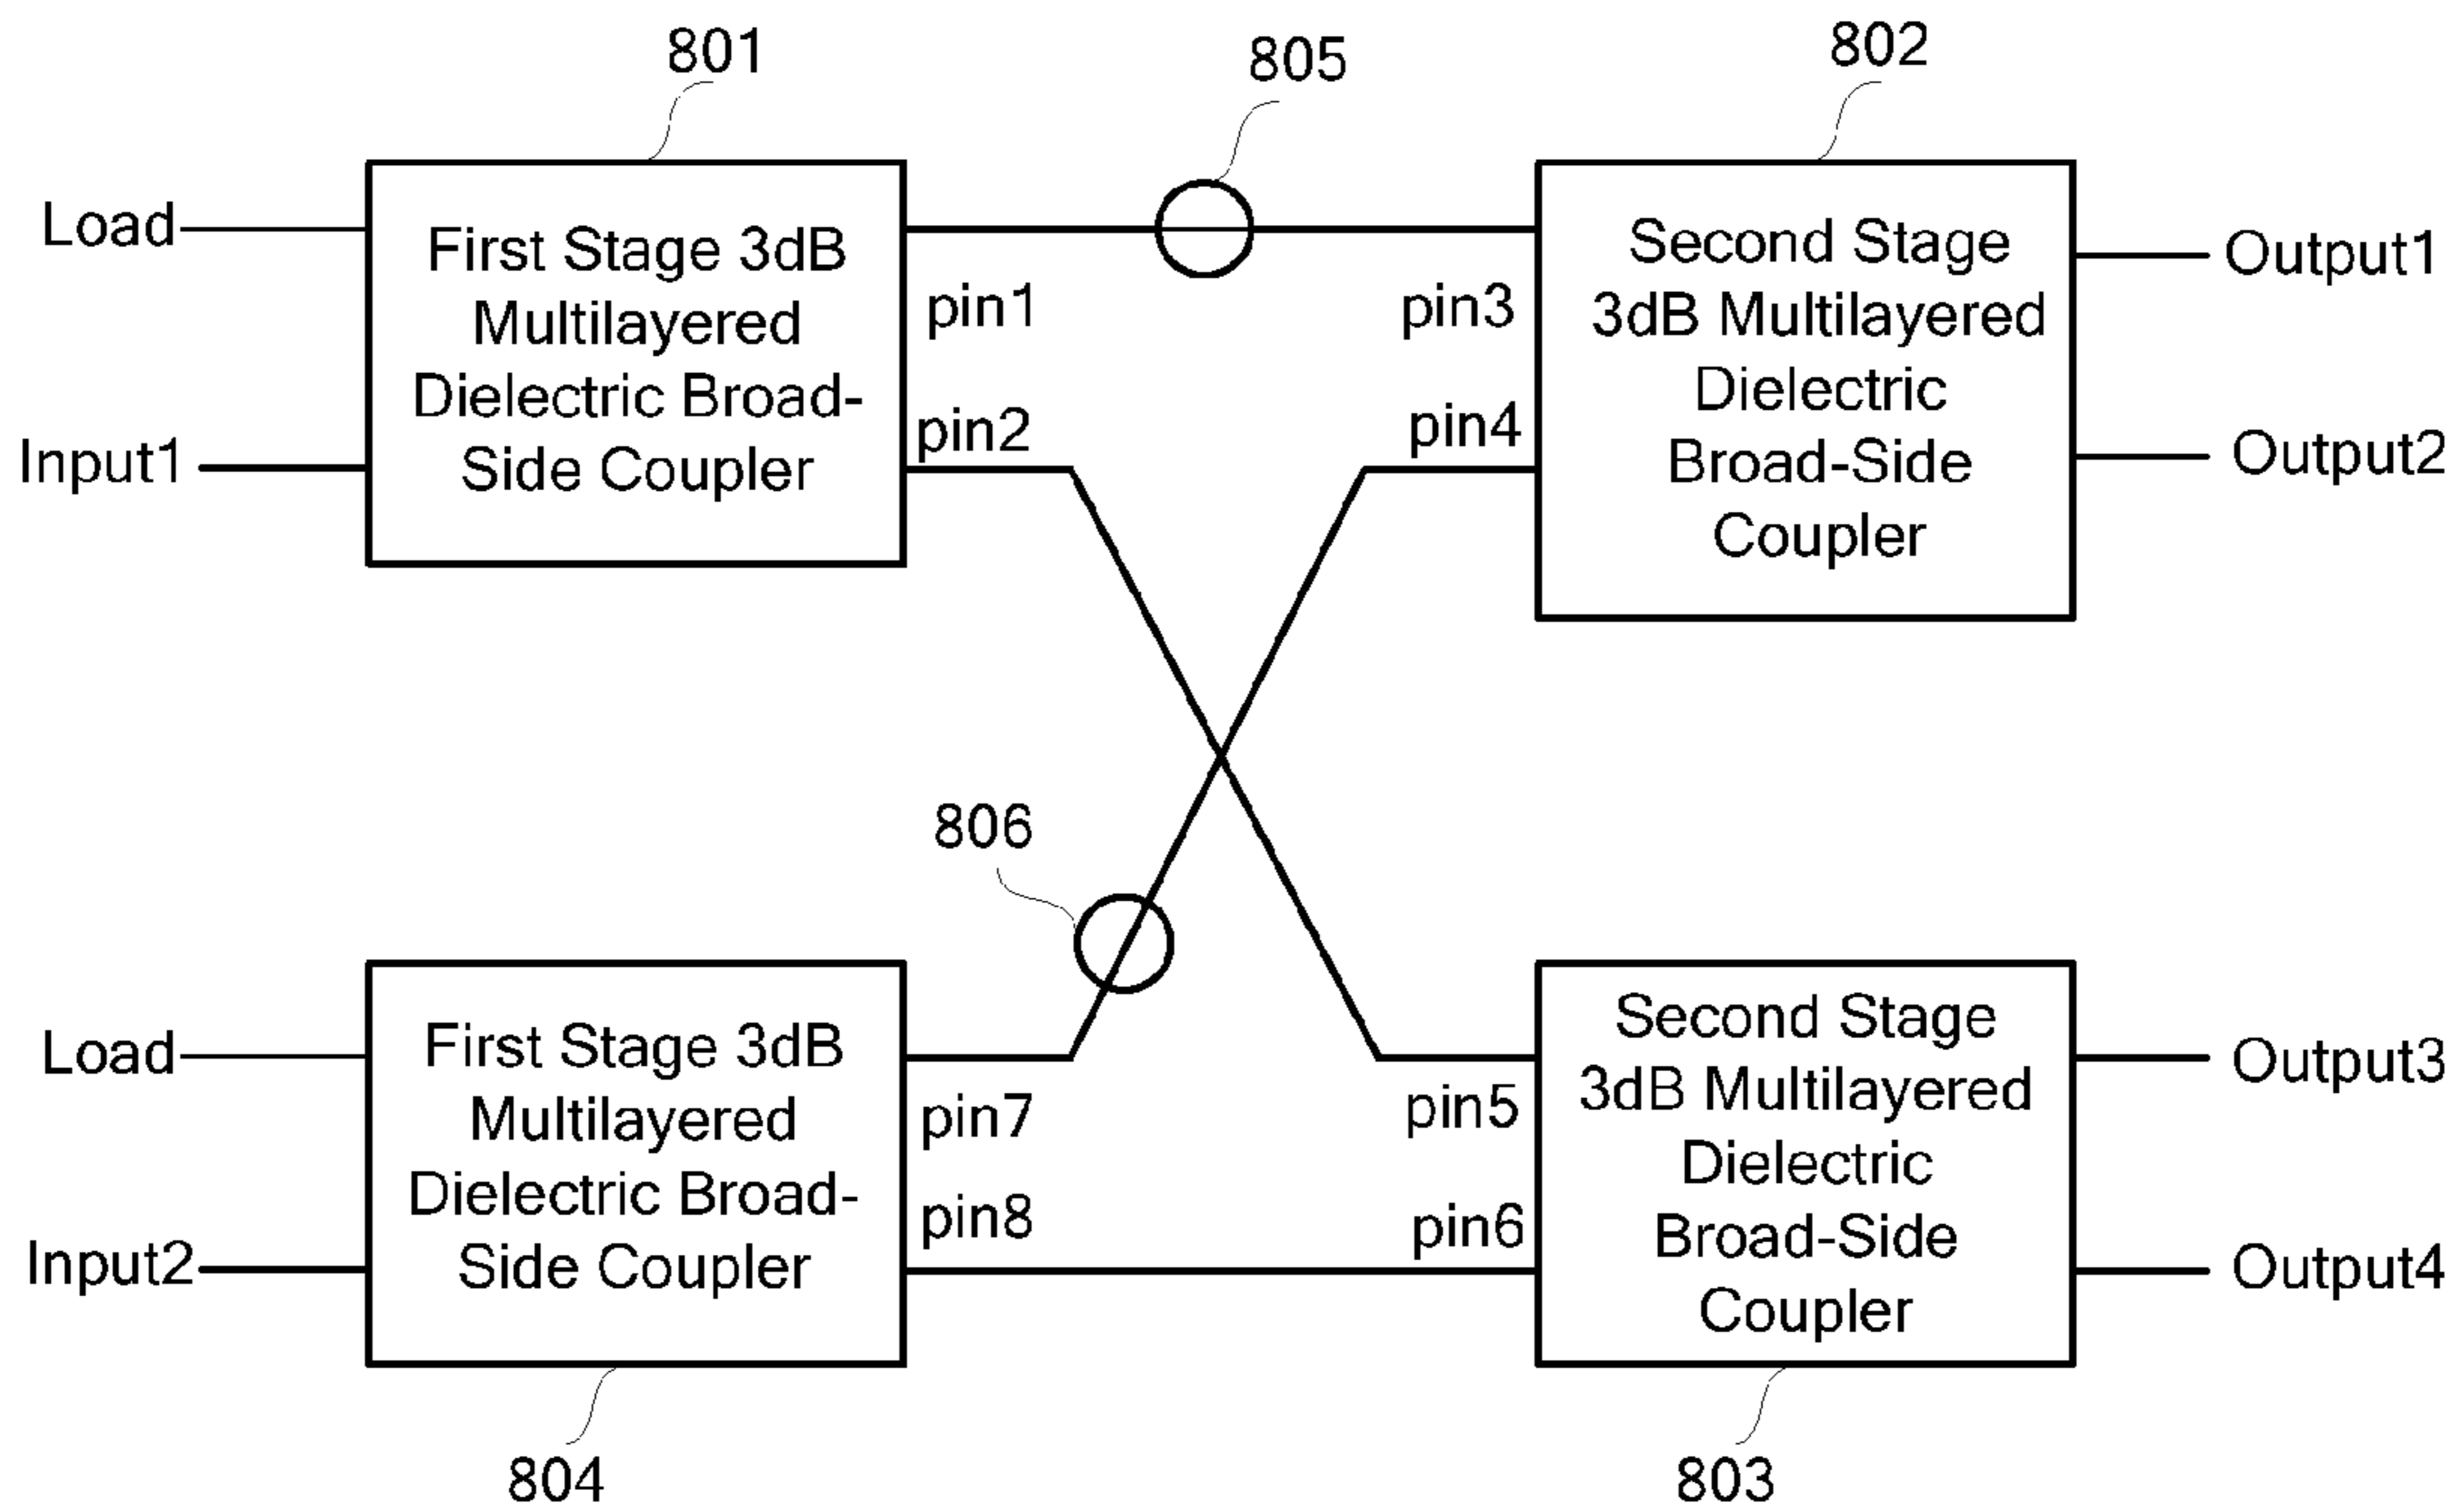 801
805
802
Load
Input1
First Stage 3dB
Multilayered
Dielectric Broad-
Side Coupler
pin1
pin2
pin3
pin4
Second Stage
3dB Multilayered
Dielectric
Broad-Side
Coupler
Output1
Output2
806
Load
Input2
First Stage 3dB
Multilayered
Dielectric Broad-
Side Coupler
pin7
pin8
pin5
pin6
Second Stage
3dB Multilayered
Dielectric
Broad-Side
Coupler
Output3
Output4
804
803